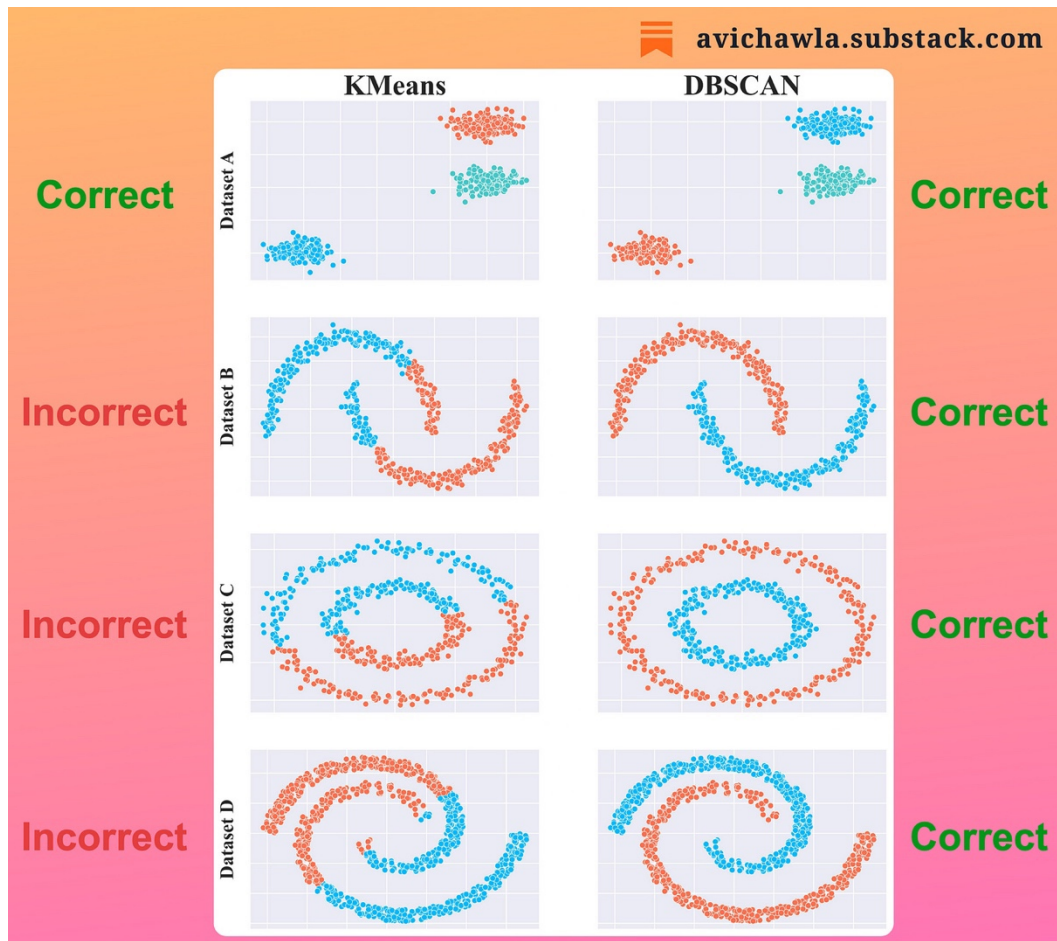 avichawla.substack.com
KMeans
DBSCAN
Correct
Dataset A
Correct
Incorrect
Dataset B
Correct
Incorrect
Dataset C
Correct
Incorrect
Dataset D
Correct